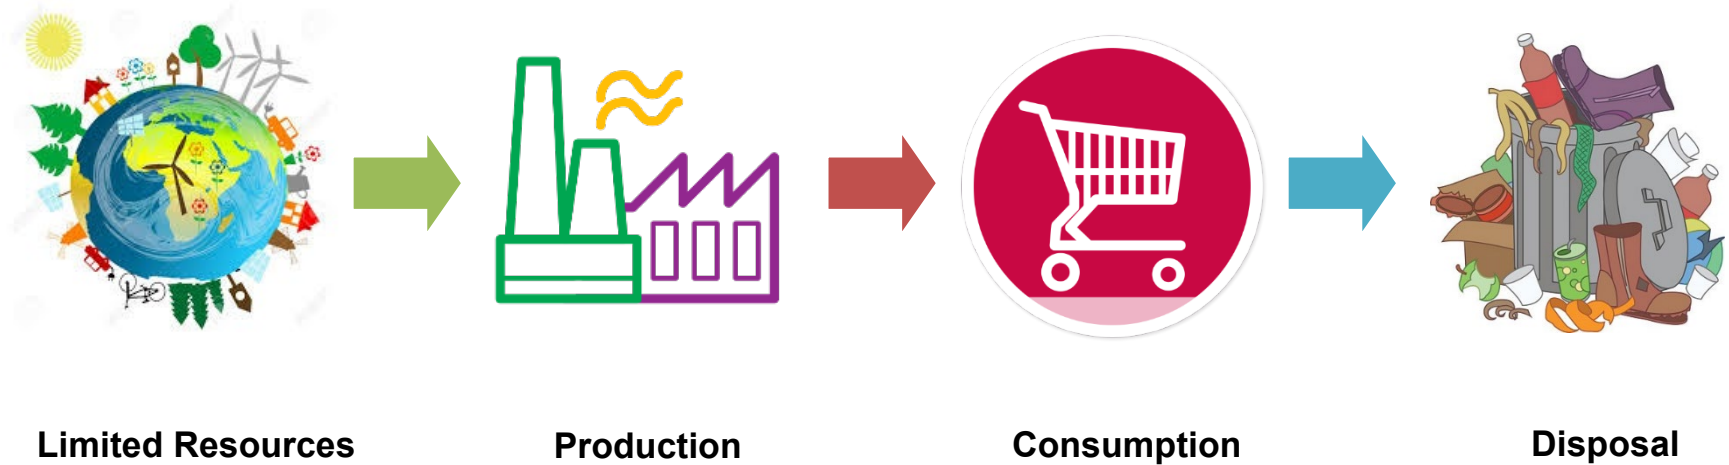 Limited Resources
Production
Consumption
Disposal